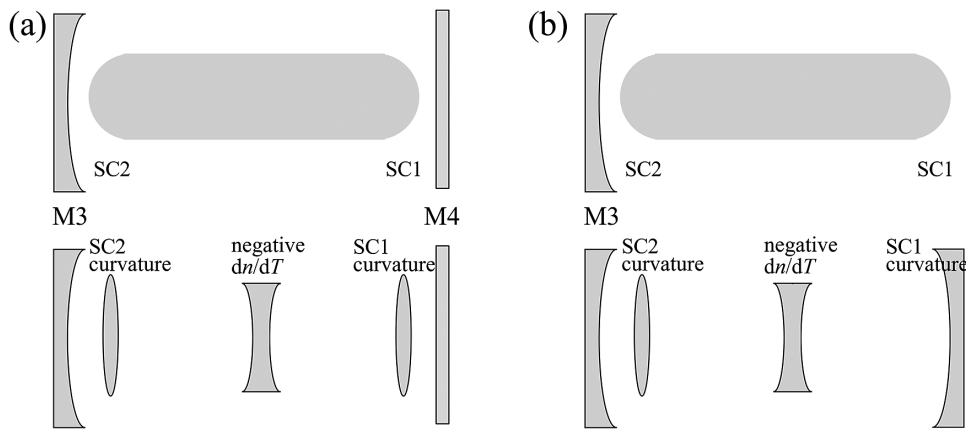 (a)
SC2
SC1
M3
M4
SC2
curvature
negative
dn/dT
SC1
curvature
(b)
SC2
SC1
M3
SC2
curvature
negative
dn/dT
SC1
curvature